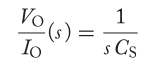 V_O/I_O (s) = 1/(s C_S)